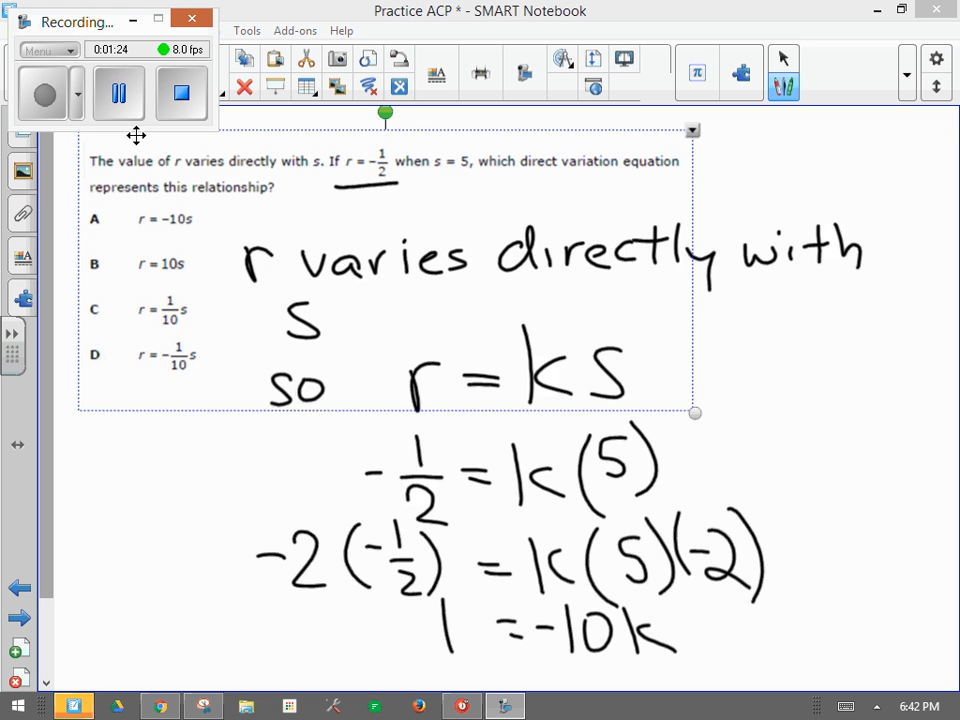 Practice ACP * - SMART Notebook
Recording...
Menu
0:01:24
8.0 fps
Tools Add-ons Help
The value of r varies directly with s. If r = -1/2 when s = 5, which direct variation equation
represents this relationship?
A r = -10s
B r = 10s
C r = 1/10 s
D r = -1/10 s
r varies directly with
s
so r = ks
-1/2 = k(5)
-2(-1/2) = k(5)(-2)
1 = -10k
6:42 PM